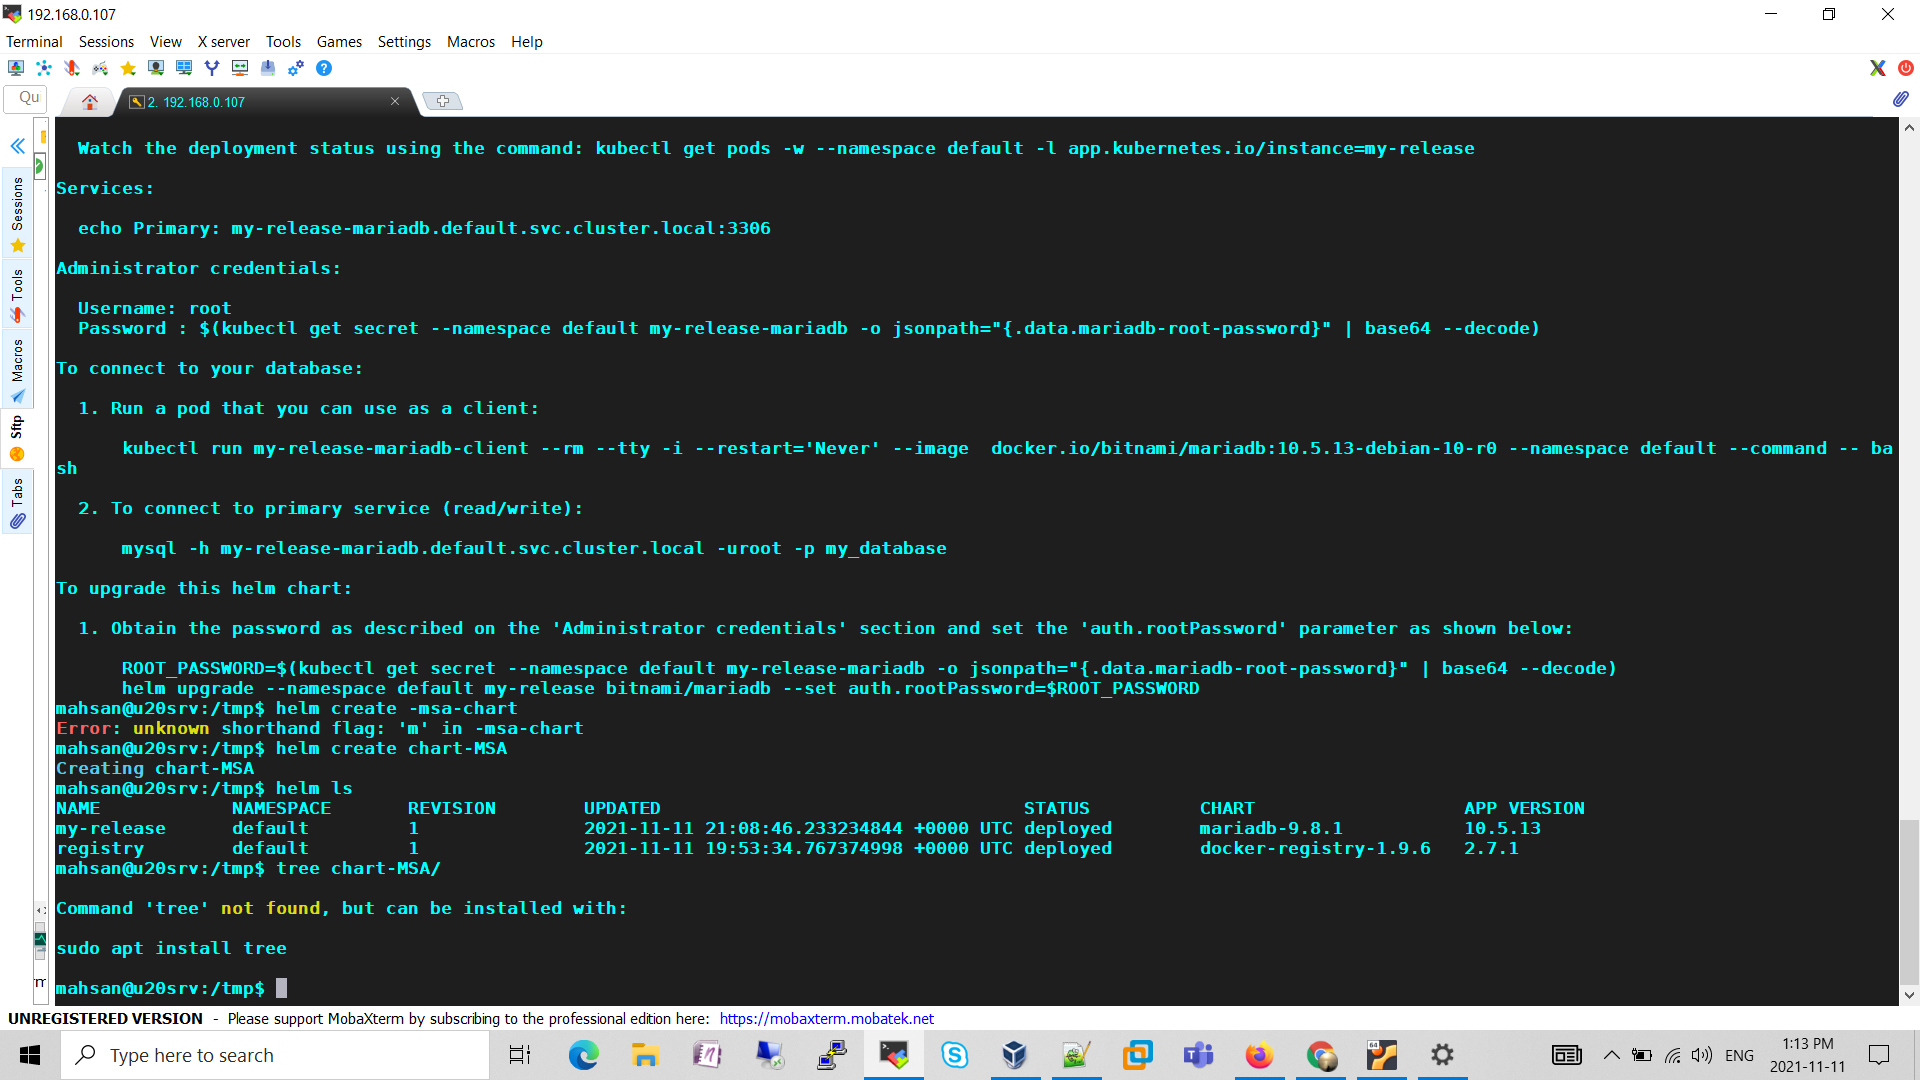 192.168.0.107
Terminal Sessions View X server Tools Games Settings Macros Help
Qu
2. 192.168.0.107
Sessions
Tools
Macros
Sftp
Tabs
Watch the deployment status using the command: kubectl get pods -w --namespace default -l app.kubernetes.io/instance=my-release
Services:
echo Primary: my-release-mariadb.default.svc.cluster.local:3306
Administrator credentials:
Username: root
Password : $(kubectl get secret --namespace default my-release-mariadb -o jsonpath="{.data.mariadb-root-password}" | base64 --decode)
To connect to your database:
1. Run a pod that you can use as a client:
kubectl run my-release-mariadb-client --rm --tty -i --restart='Never' --image  docker.io/bitnami/mariadb:10.5.13-debian-10-r0 --namespace default --command -- ba
sh
2. To connect to primary service (read/write):
mysql -h my-release-mariadb.default.svc.cluster.local -uroot -p my_database
To upgrade this helm chart:
1. Obtain the password as described on the 'Administrator credentials' section and set the 'auth.rootPassword' parameter as shown below:
ROOT_PASSWORD=$(kubectl get secret --namespace default my-release-mariadb -o jsonpath="{.data.mariadb-root-password}" | base64 --decode)
helm upgrade --namespace default my-release bitnami/mariadb --set auth.rootPassword=$ROOT_PASSWORD
mahsan@u20srv:/tmp$ helm create -msa-chart
Error: unknown shorthand flag: 'm' in -msa-chart
mahsan@u20srv:/tmp$ helm create chart-MSA
Creating chart-MSA
mahsan@u20srv:/tmp$ helm ls
NAME NAMESPACE REVISION UPDATED STATUS CHART APP VERSION
my-release default 1 2021-11-11 21:08:46.233234844 +0000 UTC deployed mariadb-9.8.1 10.5.13
registry default 1 2021-11-11 19:53:34.767374998 +0000 UTC deployed docker-registry-1.9.6 2.7.1
mahsan@u20srv:/tmp$ tree chart-MSA/
Command 'tree' not found, but can be installed with:
sudo apt install tree
mahsan@u20srv:/tmp$
UNREGISTERED VERSION - Please support MobaXterm by subscribing to the professional edition here: https://mobaxterm.mobatek.net
Type here to search
ENG
1:13 PM
2021-11-11